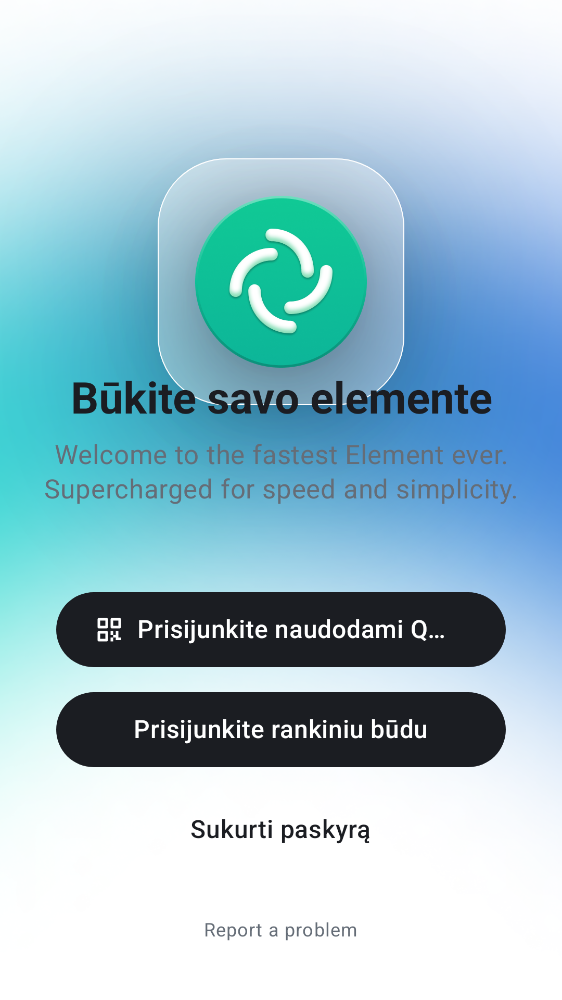 Būkite savo elemente
Welcome to the fastest Element ever.
Supercharged for speed and simplicity.
Prisijunkite naudodami Q…
Prisijunkite rankiniu būdu
Sukurti paskyrą
Report a problem